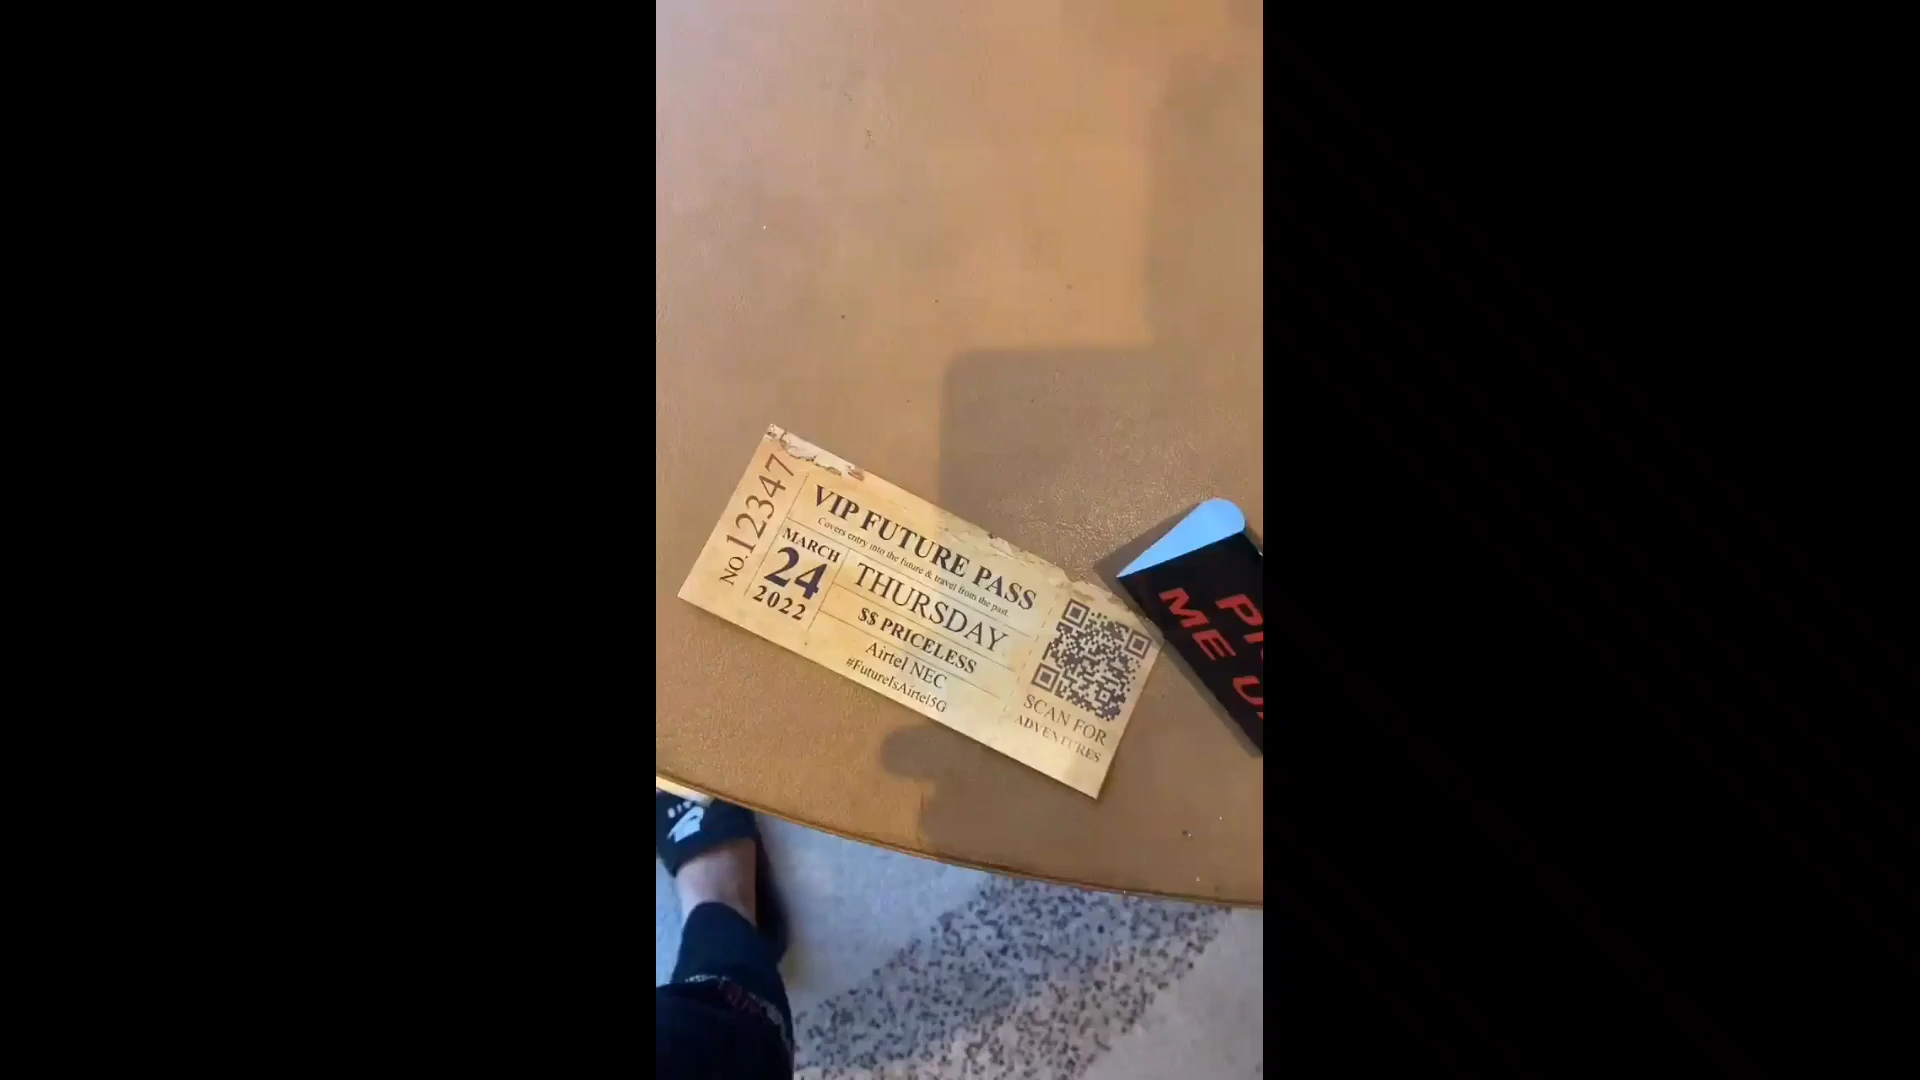 NO.12347
VIP FUTURE PASS
Covers entry into the future & travel from the past.
MARCH
24
2022
THURSDAY
$$ PRICELESS
Airtel NEC
#FutureIsAirtel5G
SCAN FOR
ADVENTURES
ME